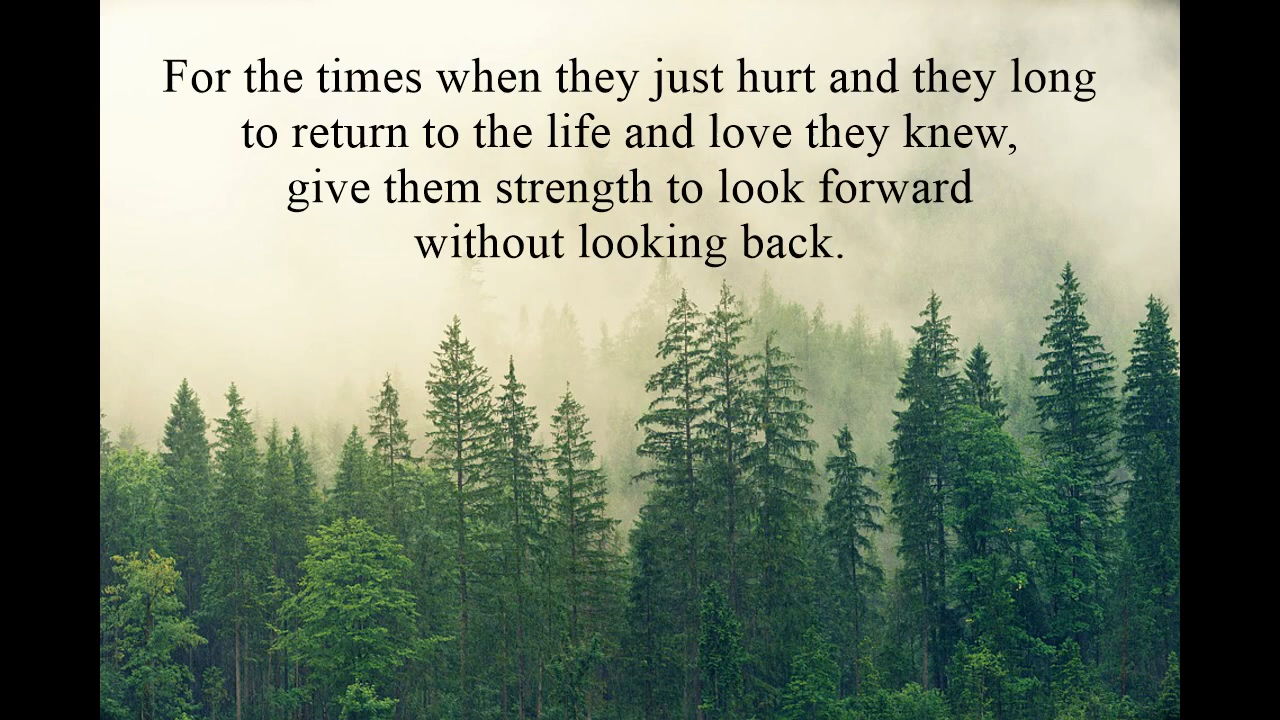 For the times when they just hurt and they long
to return to the life and love they knew,
give them strength to look forward
without looking back.